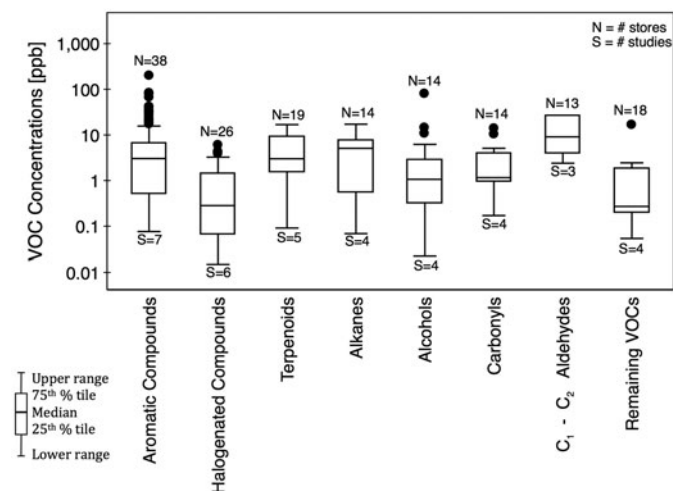 VOC Concentrations [ppb]
1,000
100
10
1
0.1
0.01
N = # stores
S = # studies
N=38
N=26
N=19
N=14
N=14
N=14
N=13
N=18
S=7
S=6
S=5
S=4
S=4
S=4
S=3
S=4
Aromatic Compounds
Halogenated Compounds
Terpenoids
Alkanes
Alcohols
Carbonyls
C₁ - C₂ Aldehydes
Remaining VOCs
Upper range
75th % tile
Median
25th % tile
Lower range